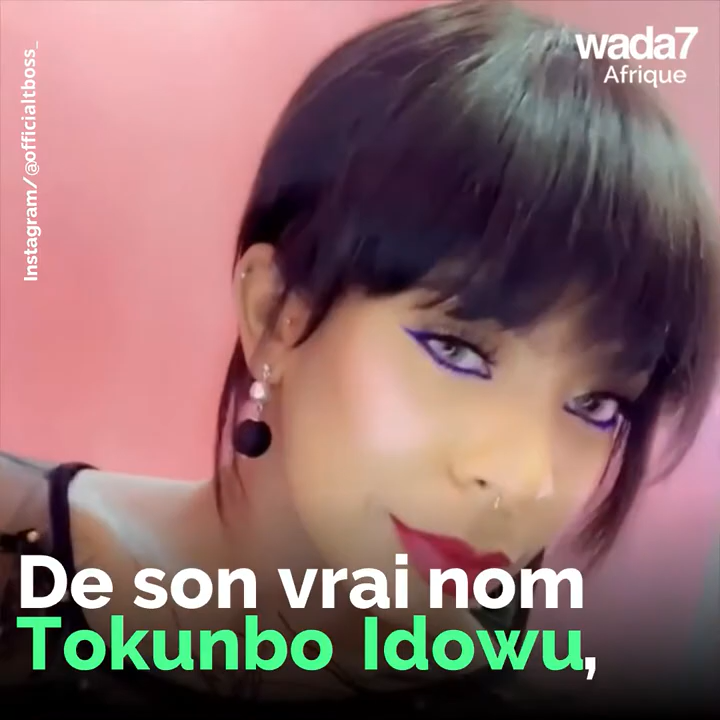 wada7
Afrique
Instagram/@officialtboss_
De son vrai nom
Tokunbo Idowu,